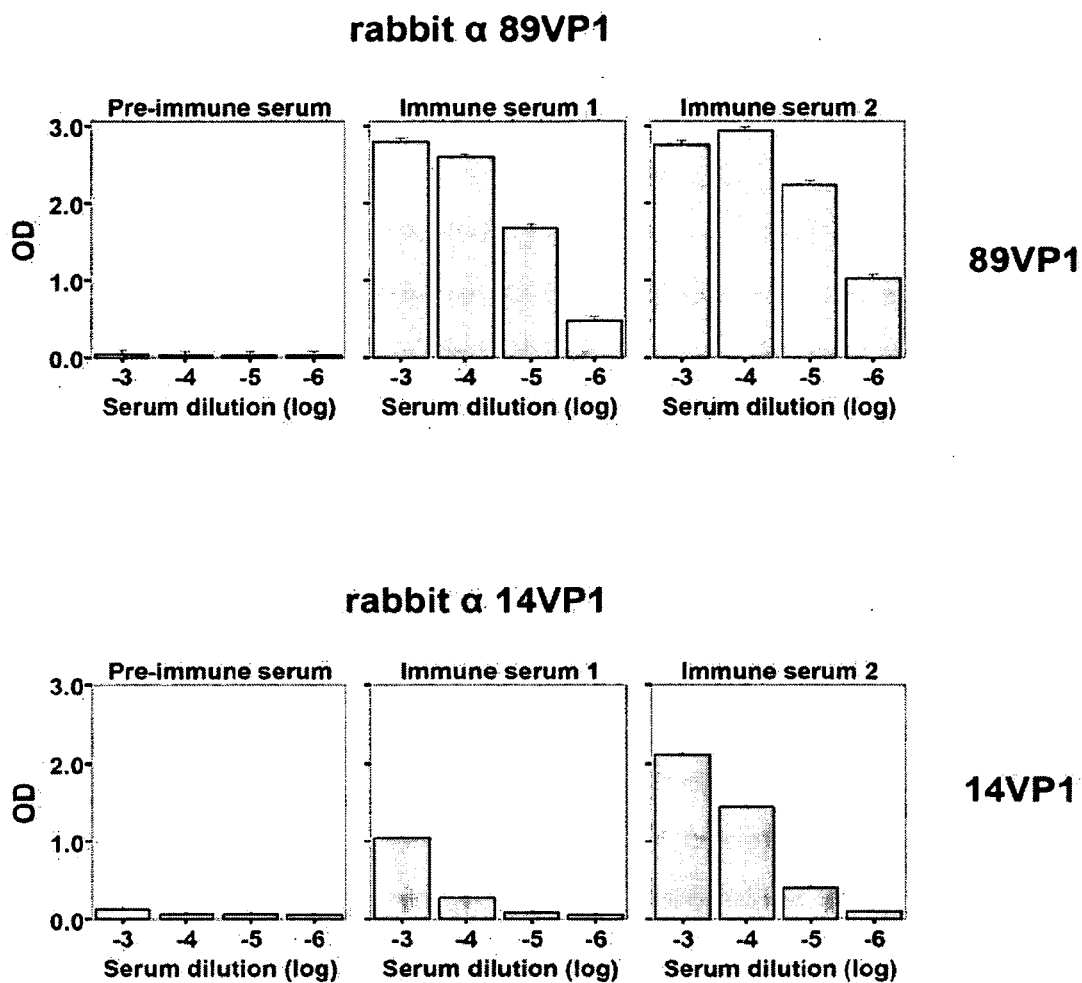 rabbit α 89VP1
Pre-immune serum
Immune serum 1
Immune serum 2
3.0
2.0
1.0
0.0
OD
-3 -4 -5 -6
-3 -4 -5 -6
-3 -4 -5 -6
Serum dilution (log)
Serum dilution (log)
Serum dilution (log)
89VP1
rabbit α 14VP1
Pre-immune serum
Immune serum 1
Immune serum 2
3.0
2.0
1.0
0.0
OD
-3 -4 -5 -6
-3 -4 -5 -6
-3 -4 -5 -6
Serum dilution (log)
Serum dilution (log)
Serum dilution (log)
14VP1